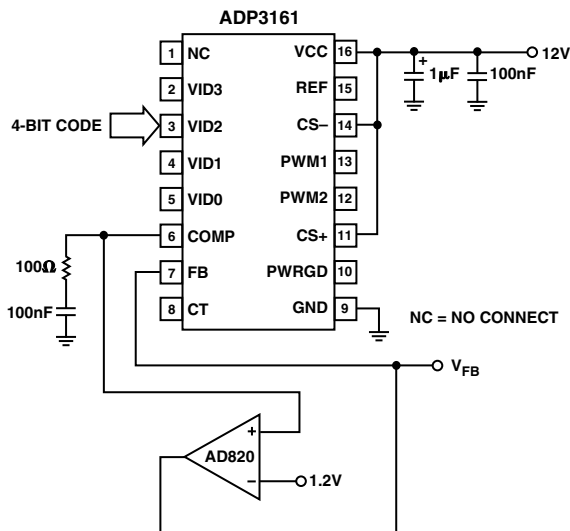 ADP3161
1 NC
2 VID3
3 VID2
4 VID1
5 VID0
6 COMP
7 FB
8 CT
VCC 16
REF 15
CS– 14
PWM1 13
PWM2 12
CS+ 11
PWRGD 10
GND 9
4-BIT CODE
12V
+
1μF
100nF
100Ω
100nF
NC = NO CONNECT
VFB
+
AD820
–
1.2V